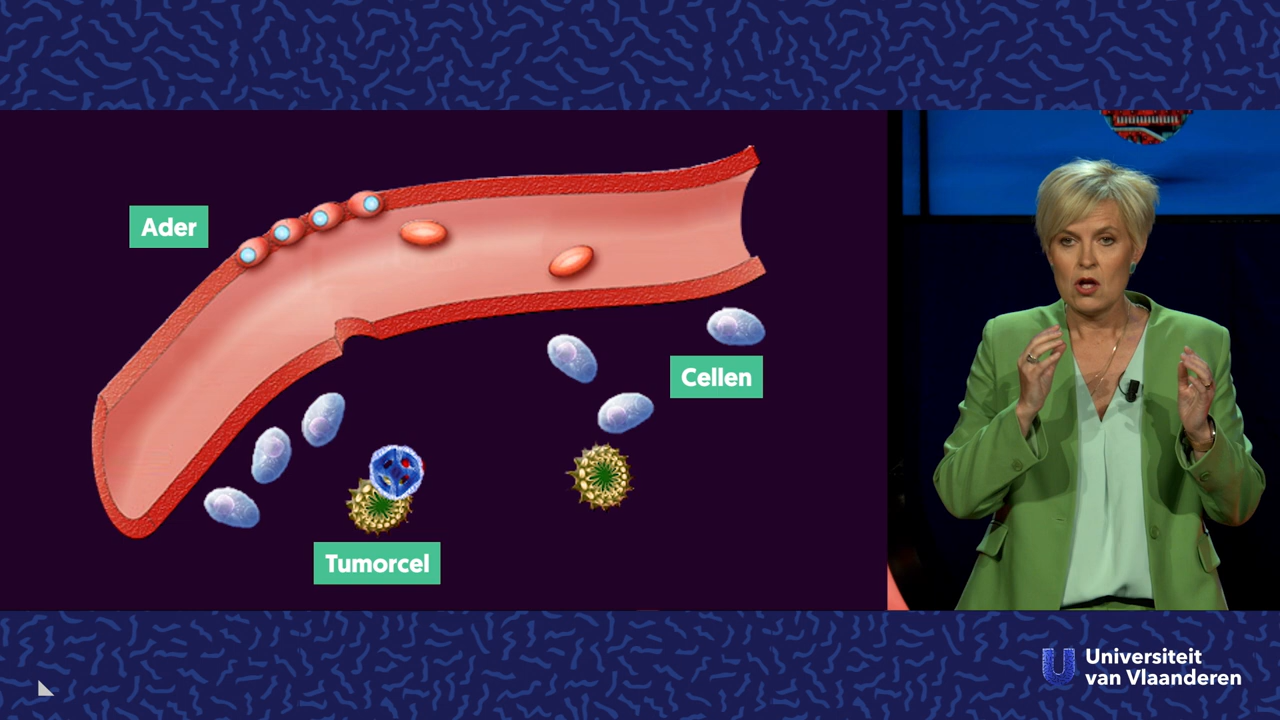 Ader
Cellen
Tumorcel
Universiteit
van Vlaanderen